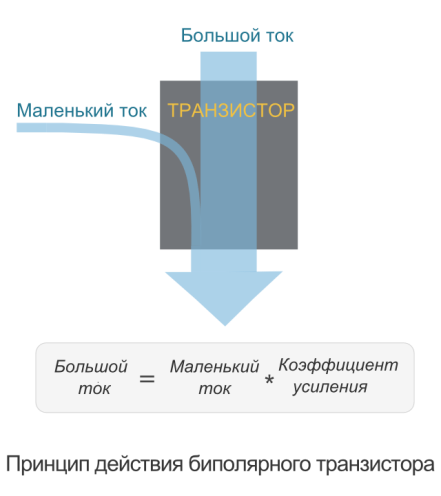 Большой ток
Маленький ток
ТРАНЗИСТОР
Большой ток = Маленький ток * Коэффициент усиления
Принцип действия биполярного транзистора